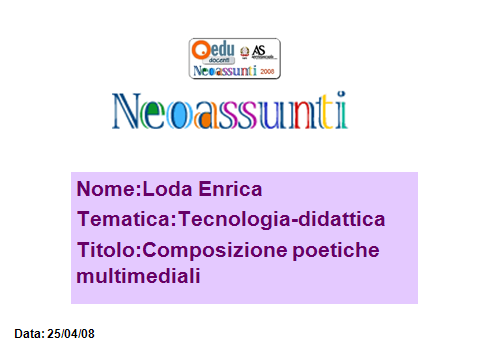 edu
docenti
AS
Neoassunti 2008
Neoassunti
Nome:Loda Enrica
Tematica:Tecnologia-didattica
Titolo:Composizione poetiche
multimediali
Data: 25/04/08